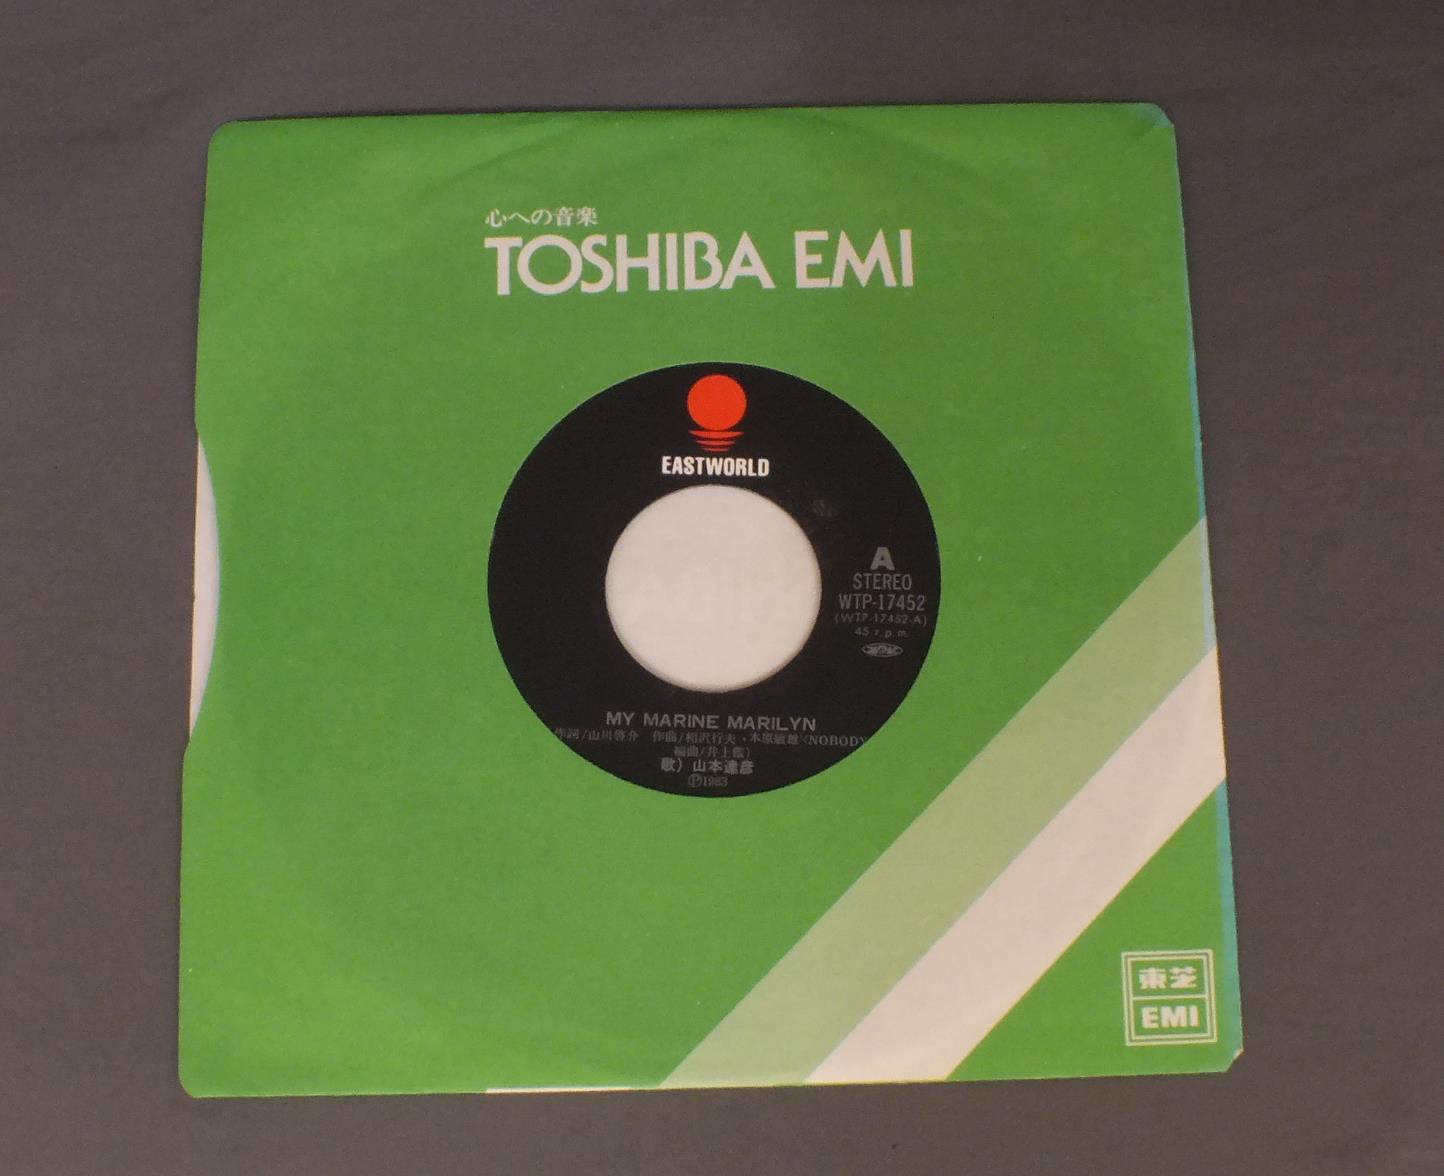 心への音楽
TOSHIBA EMI
EASTWORLD
A
STEREO
WTP-17452
(WTP-17452-A)
45 r.p.m.
MY MARINE MARILYN
作詞/山川啓介 作曲/相沢行夫・木原敏雄〈NOBODY
編曲/井上鑑)
歌) 山本達彦
Ⓟ1983
東芝
EMI